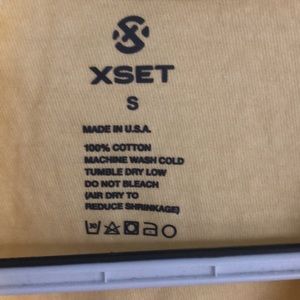 XSET
S
MADE IN U.S.A.
100% COTTON
MACHINE WASH COLD
TUMBLE DRY LOW
DO NOT BLEACH
(AIR DRY TO
REDUCE SHRINKAGE)
30